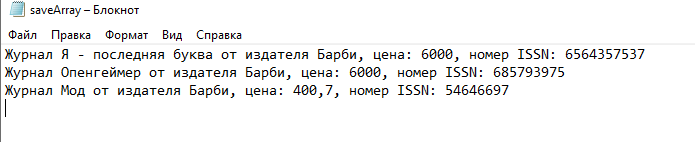 saveArray – Блокнот
Файл Правка Формат Вид Справка
Журнал Я - последняя буква от издателя Барби, цена: 6000, номер ISSN: 6564357537
Журнал Опенгеймер от издателя Барби, цена: 6000, номер ISSN: 685793975
Журнал Мод от издателя Барби, цена: 400,7, номер ISSN: 54646697